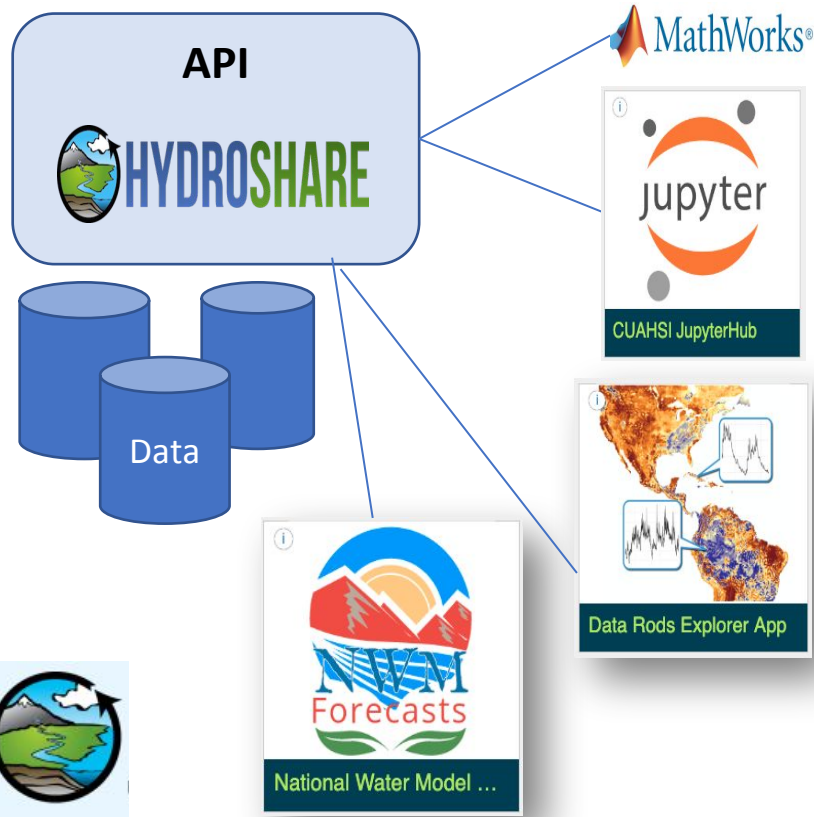 API
HYDROSHARE
MathWorks®
i
jupyter
CUAHSI JupyterHub
Data
i
Data Rods Explorer App
i
NWM
Forecasts
National Water Model ...